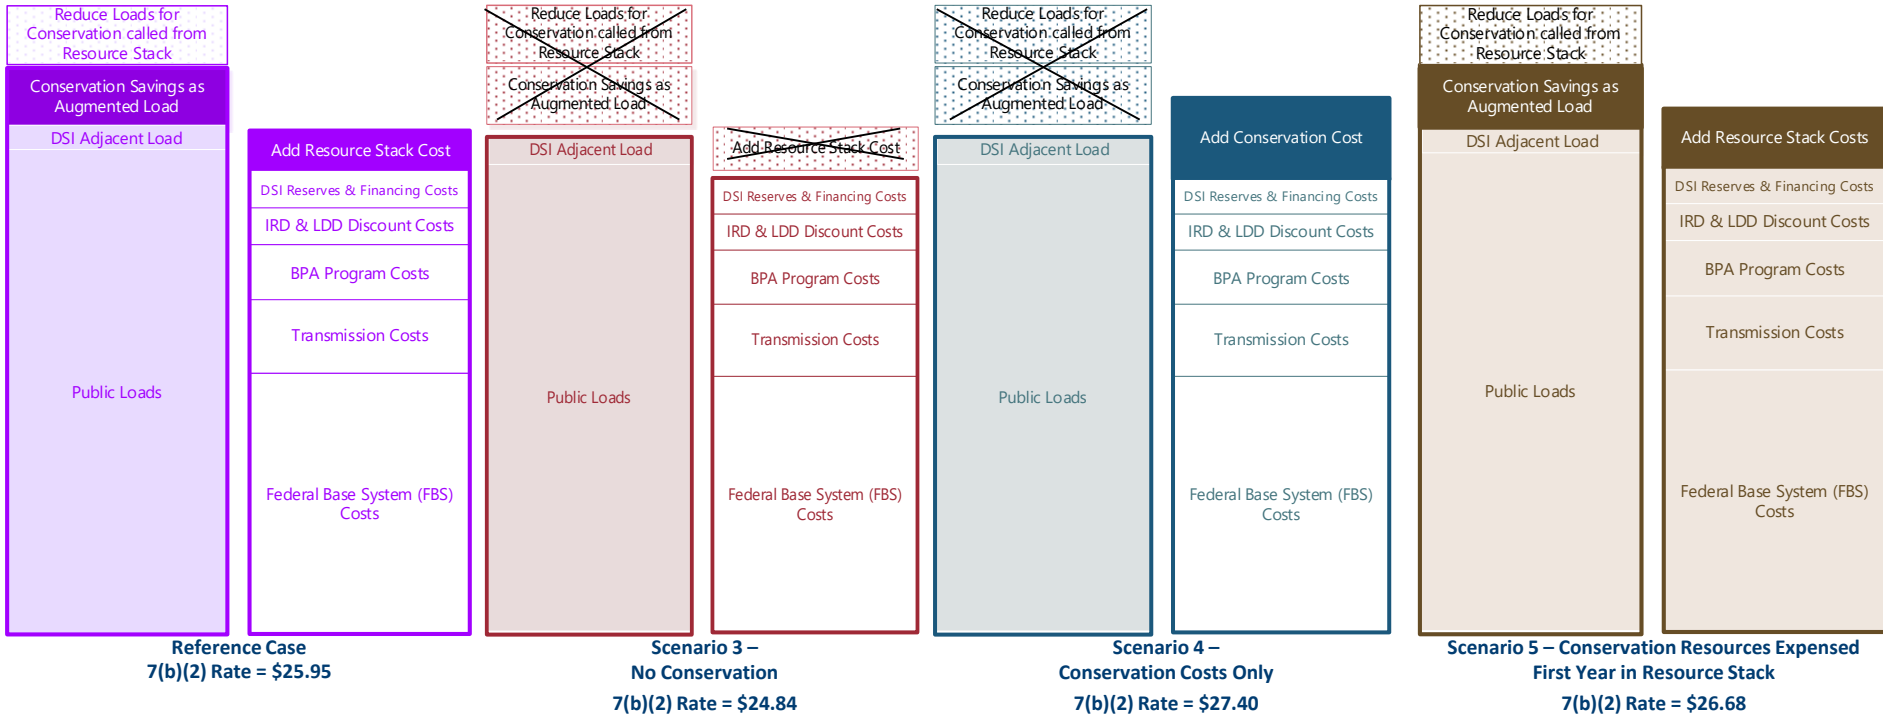 Reduce Loads for
Conservation called from
Resource Stack
Conservation Savings as
Augmented Load
DSI Adjacent Load
Public Loads
Add Resource Stack Cost
DSI Reserves & Financing Costs
IRD & LDD Discount Costs
BPA Program Costs
Transmission Costs
Federal Base System (FBS)
Costs
Reference Case
7(b)(2) Rate = $25.95
Reduce Loads for
Conservation called from
Resource Stack
Conservation Savings as
Augmented Load
DSI Adjacent Load
Public Loads
Add Resource Stack Cost
DSI Reserves & Financing Costs
IRD & LDD Discount Costs
BPA Program Costs
Transmission Costs
Federal Base System (FBS)
Costs
Scenario 3 –
No Conservation
7(b)(2) Rate = $24.84
Reduce Loads for
Conservation called from
Resource Stack
Conservation Savings as
Augmented Load
DSI Adjacent Load
Public Loads
Add Conservation Cost
DSI Reserves & Financing Costs
IRD & LDD Discount Costs
BPA Program Costs
Transmission Costs
Federal Base System (FBS)
Costs
Scenario 4 –
Conservation Costs Only
7(b)(2) Rate = $27.40
Reduce Loads for
Conservation called from
Resource Stack
Conservation Savings as
Augmented Load
DSI Adjacent Load
Public Loads
Add Resource Stack Costs
DSI Reserves & Financing Costs
IRD & LDD Discount Costs
BPA Program Costs
Transmission Costs
Federal Base System (FBS)
Costs
Scenario 5 – Conservation Resources Expensed
First Year in Resource Stack
7(b)(2) Rate = $26.68